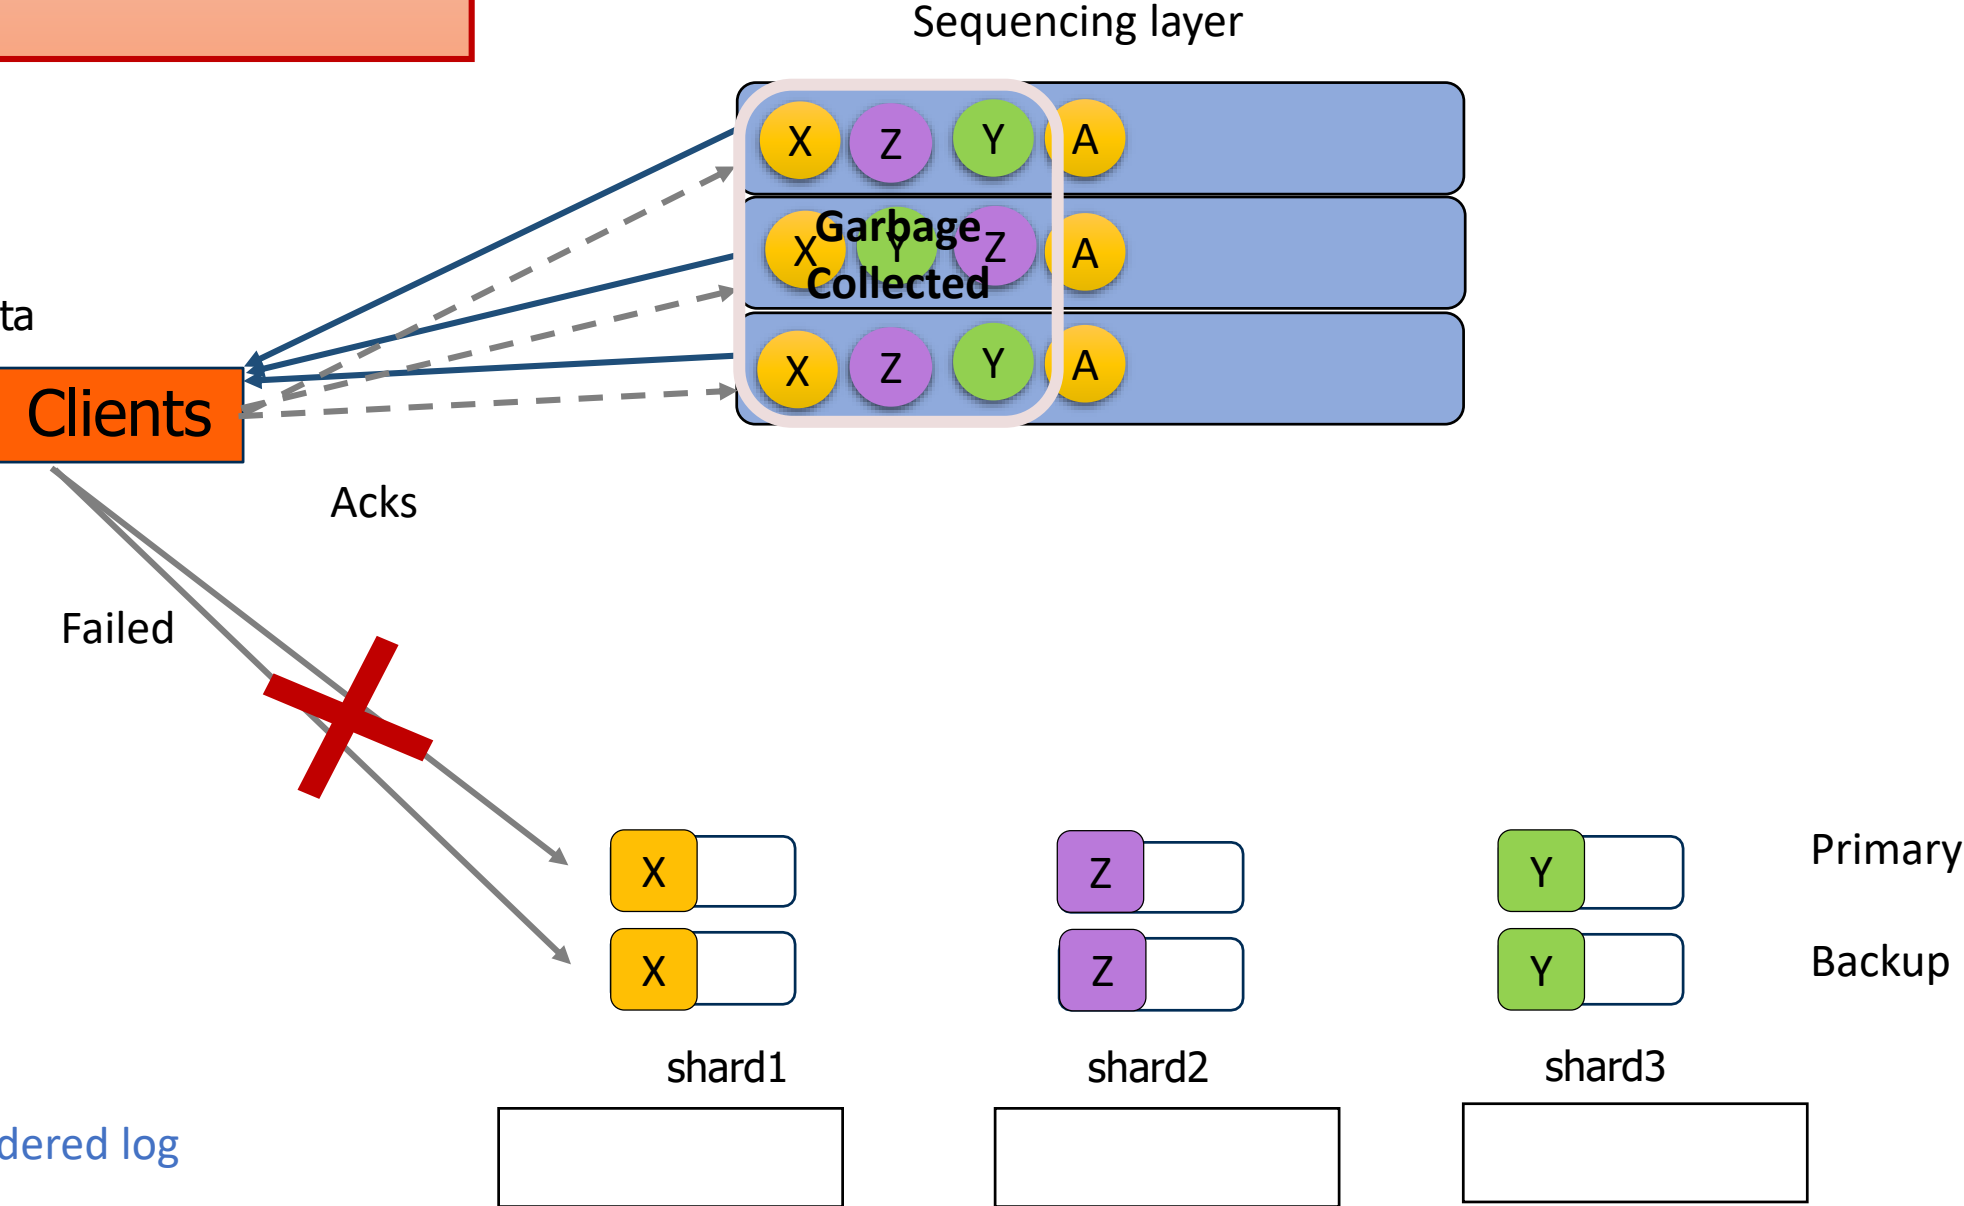 Sequencing layer
X Z Y A
X Y Z A
Garbage
Collected
X Z Y A
ta
Clients
Acks
Failed
X Z Y Primary
X Z Y Backup
shard1 shard2 shard3
dered log